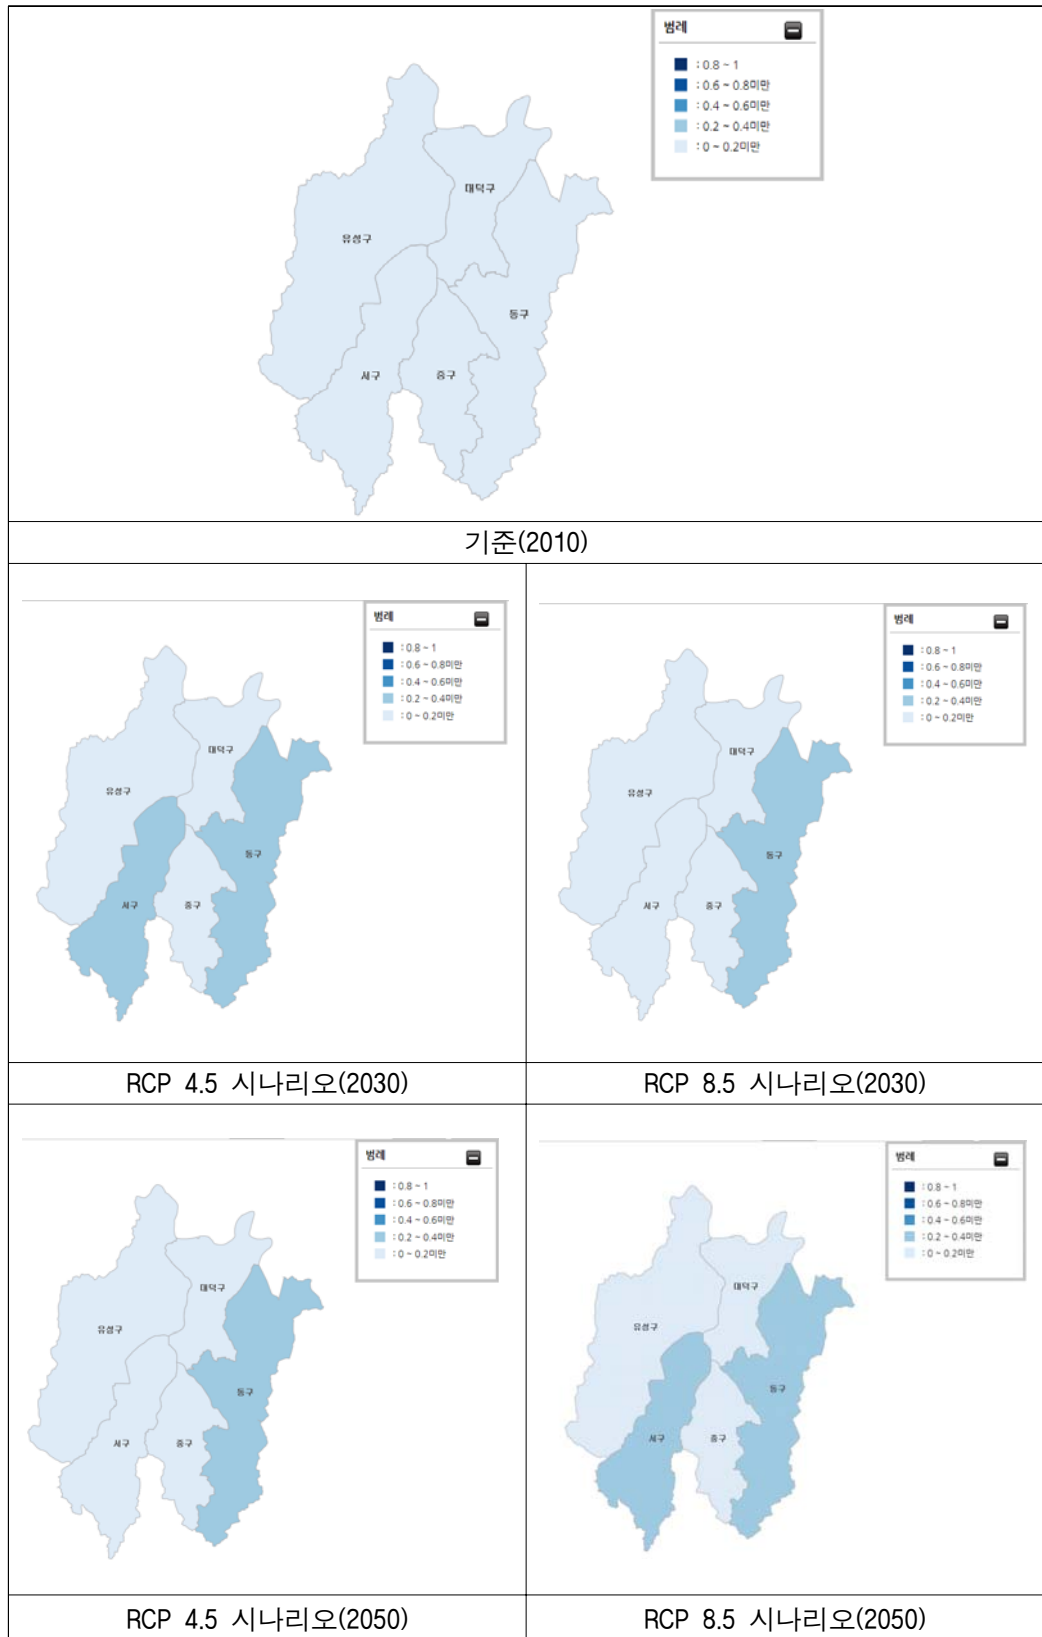 범례
: 0.8 ~ 1
: 0.6 ~ 0.8미만
: 0.4 ~ 0.6미만
: 0.2 ~ 0.4미만
: 0 ~ 0.2미만
대덕구
유성구
동구
서구
중구
기준(2010)
범례
: 0.8 ~ 1
: 0.6 ~ 0.8미만
: 0.4 ~ 0.6미만
: 0.2 ~ 0.4미만
: 0 ~ 0.2미만
대덕구
유성구
동구
서구
중구
범례
: 0.8 ~ 1
: 0.6 ~ 0.8미만
: 0.4 ~ 0.6미만
: 0.2 ~ 0.4미만
: 0 ~ 0.2미만
대덕구
유성구
동구
서구
중구
RCP 4.5 시나리오(2030)
RCP 8.5 시나리오(2030)
범례
: 0.8 ~ 1
: 0.6 ~ 0.8미만
: 0.4 ~ 0.6미만
: 0.2 ~ 0.4미만
: 0 ~ 0.2미만
대덕구
유성구
동구
서구
중구
범례
: 0.8 ~ 1
: 0.6 ~ 0.8미만
: 0.4 ~ 0.6미만
: 0.2 ~ 0.4미만
: 0 ~ 0.2미만
대덕구
유성구
동구
서구
중구
RCP 4.5 시나리오(2050)
RCP 8.5 시나리오(2050)